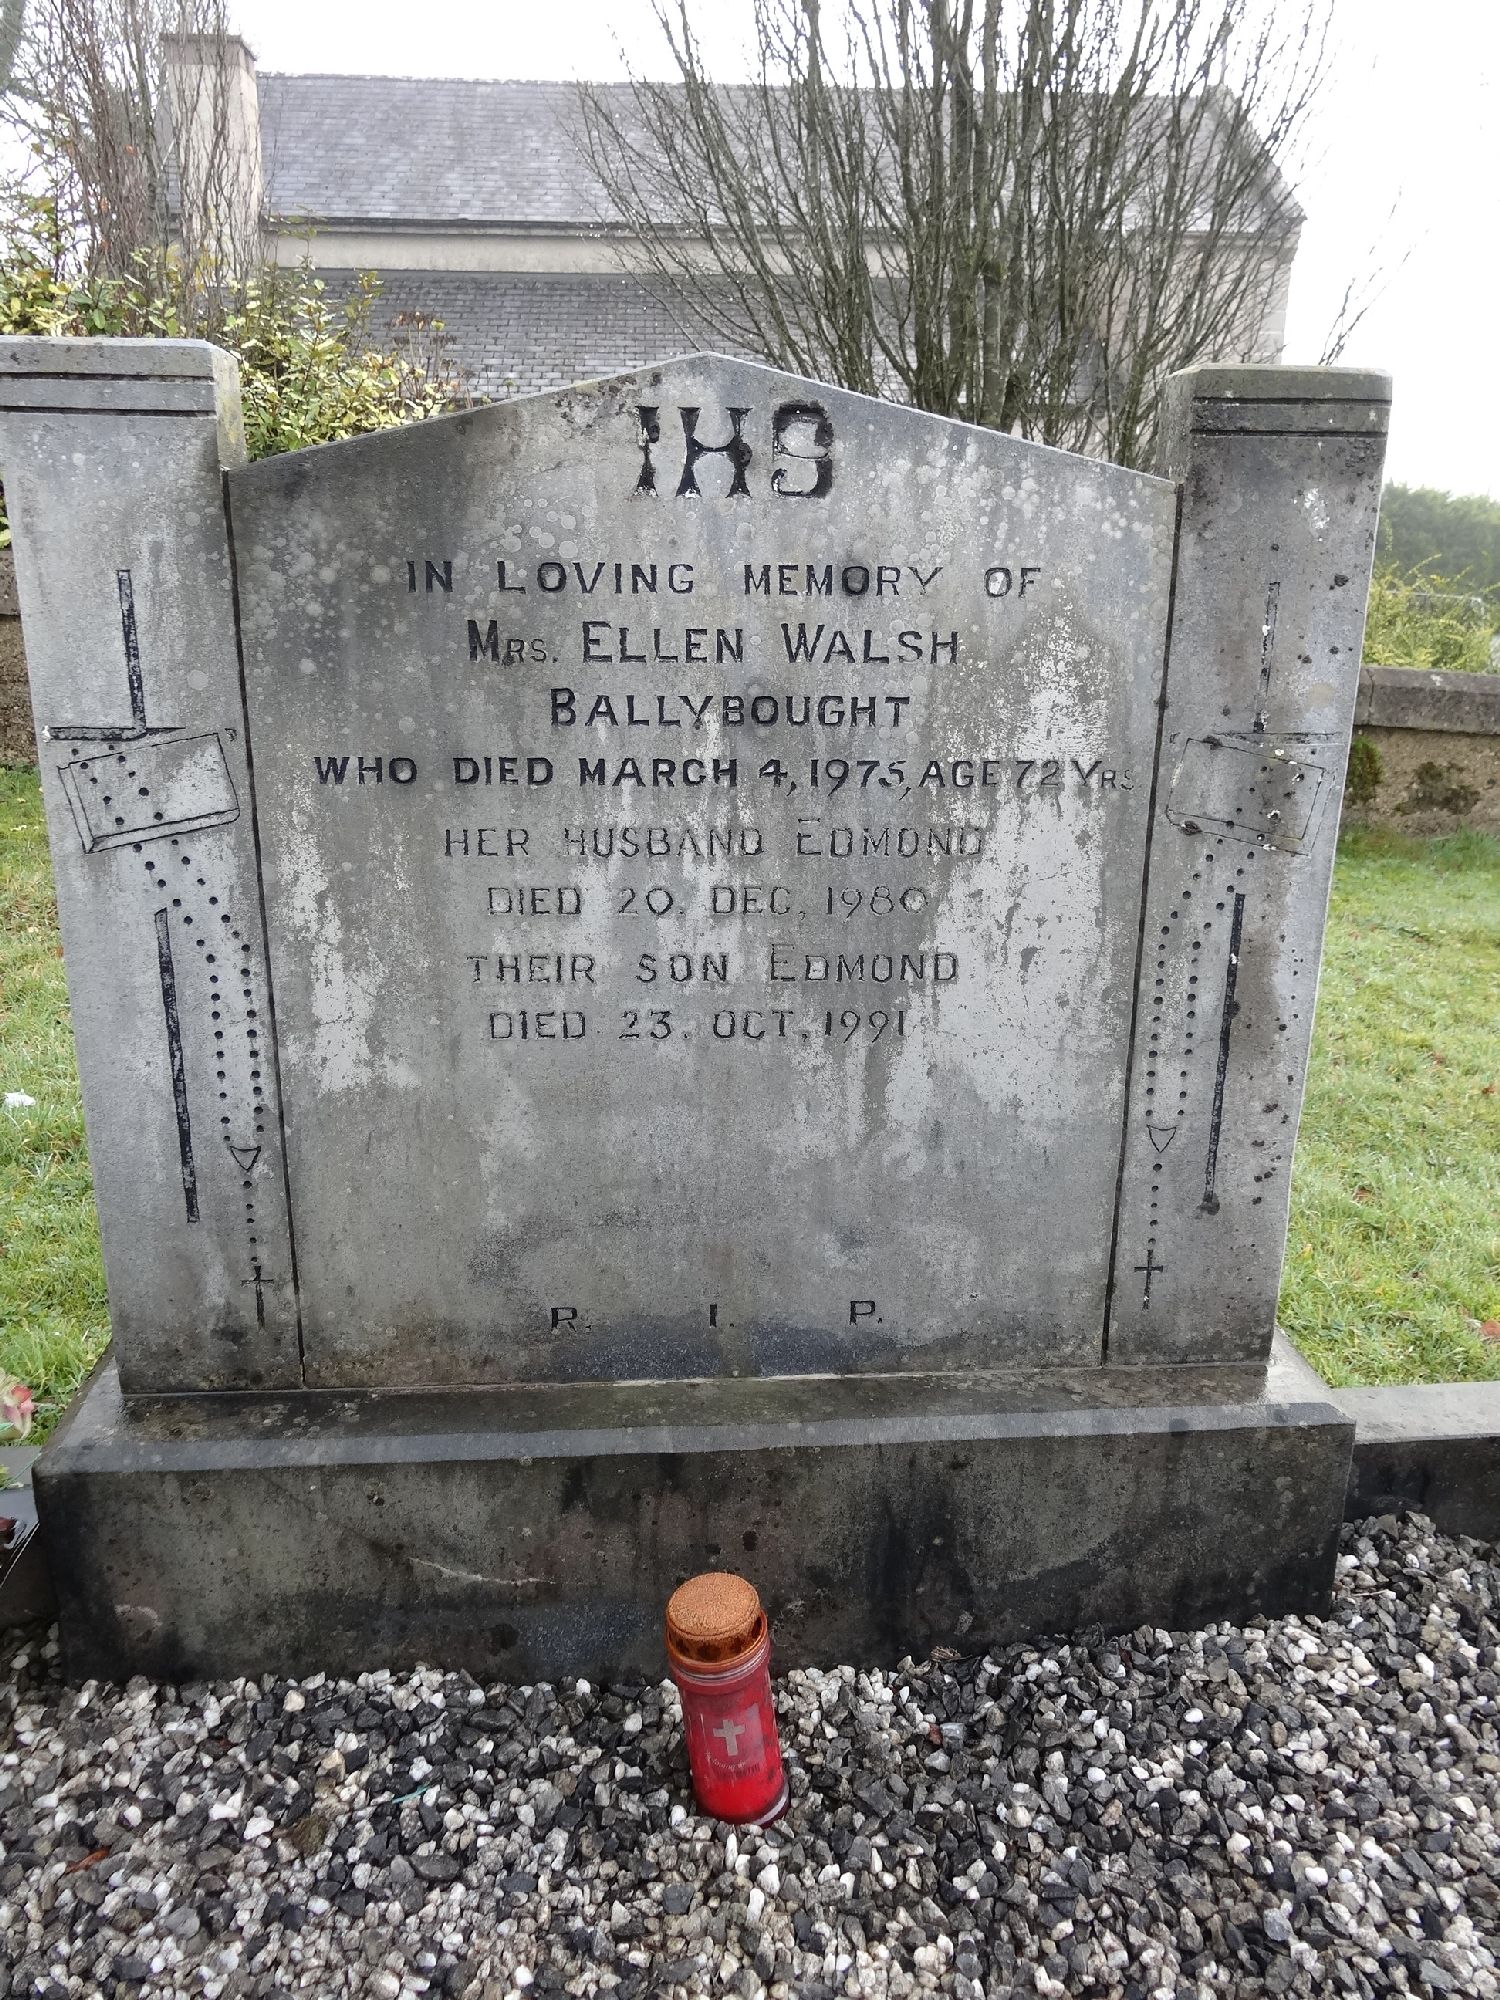 IHS
IN LOVING MEMORY OF
MRS. ELLEN WALSH
BALLYBOUGHT
WHO DIED MARCH 4, 1975, AGE 72 YRS
HER HUSBAND EDMOND
DIED 20. DEC, 1980
THEIR SON EDMOND
DIED 23. OCT, 1991
R. I. P.